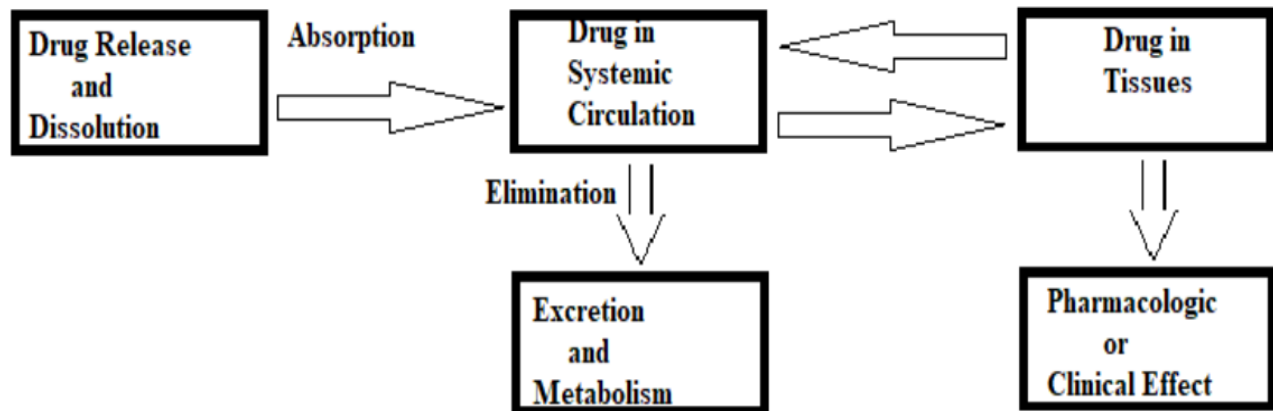 Drug Release
and
Dissolution
Absorption
Drug in
Systemic
Circulation
Drug in
Tissues
Elimination
Excretion
and
Metabolism
Pharmacologic
or
Clinical Effect